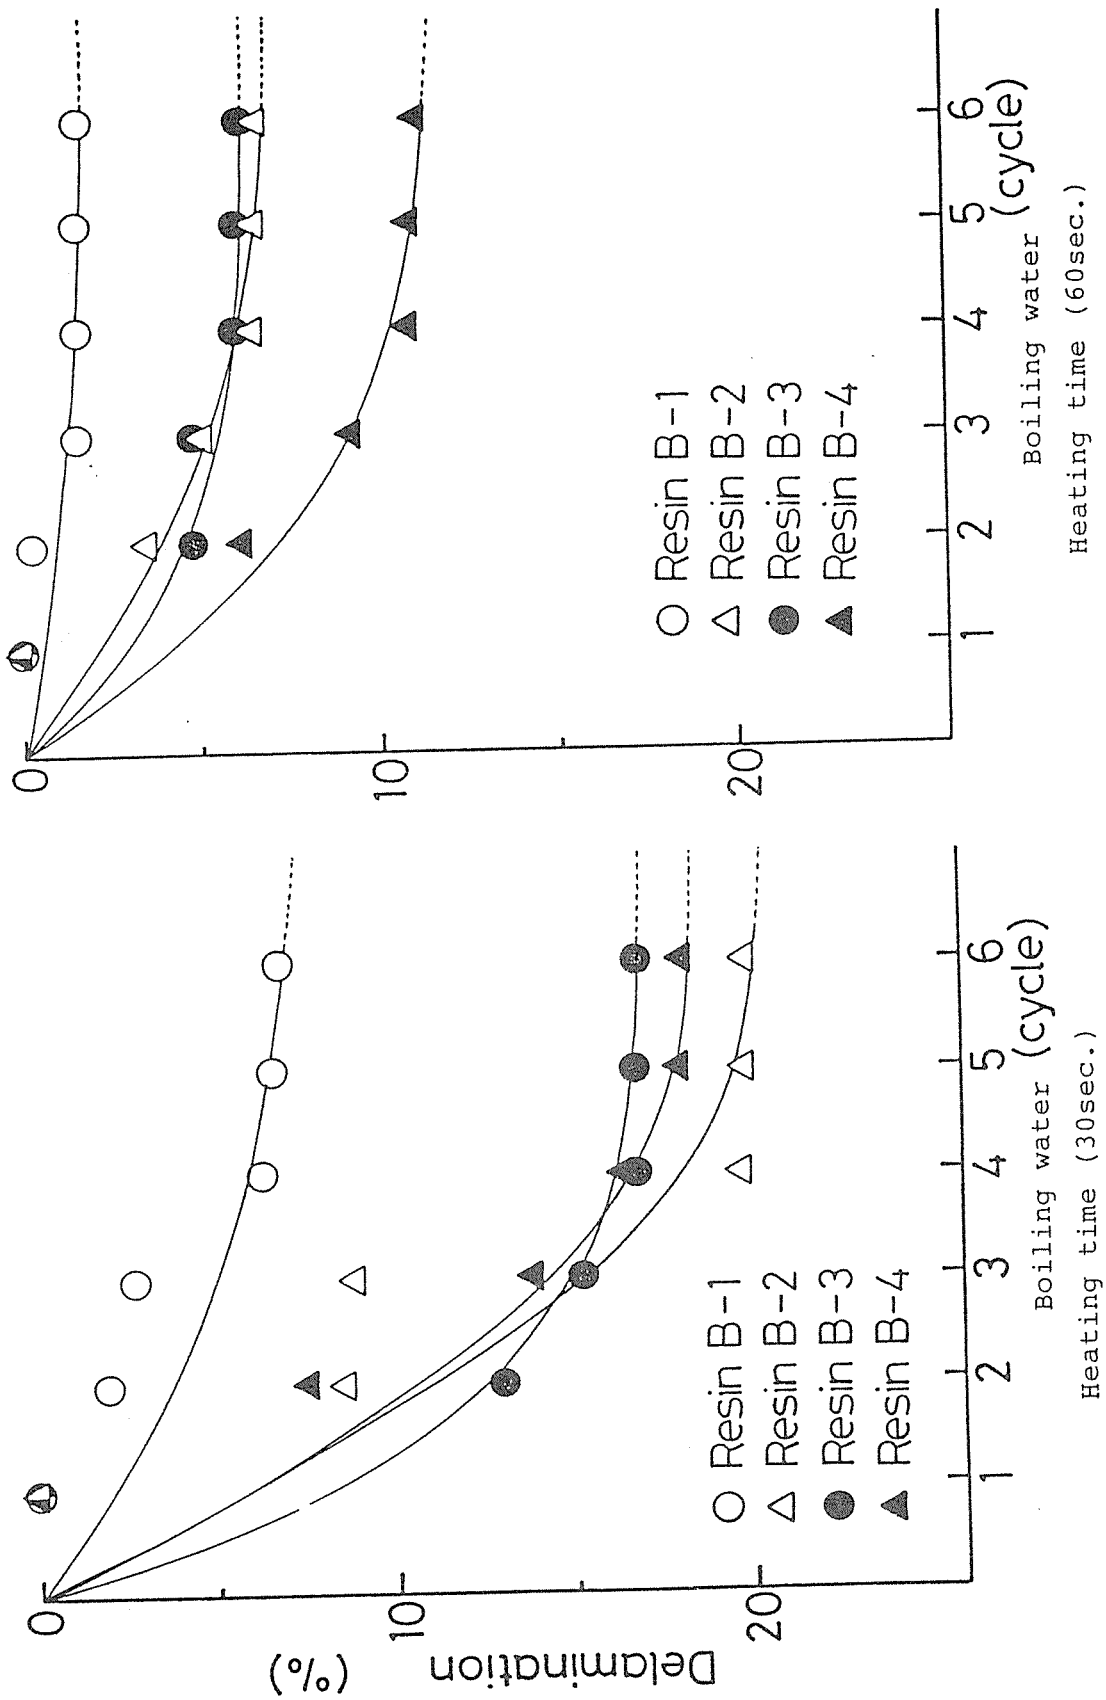 Delamination
(%)
0
10
20
1
2
3
4
5
6
(cycle)
Boiling water
Heating time (30sec.)
Resin B-1
Resin B-2
Resin B-3
Resin B-4
0
10
20
1
2
3
4
5
6
(cycle)
Boiling water
Heating time (60sec.)
Resin B-1
Resin B-2
Resin B-3
Resin B-4